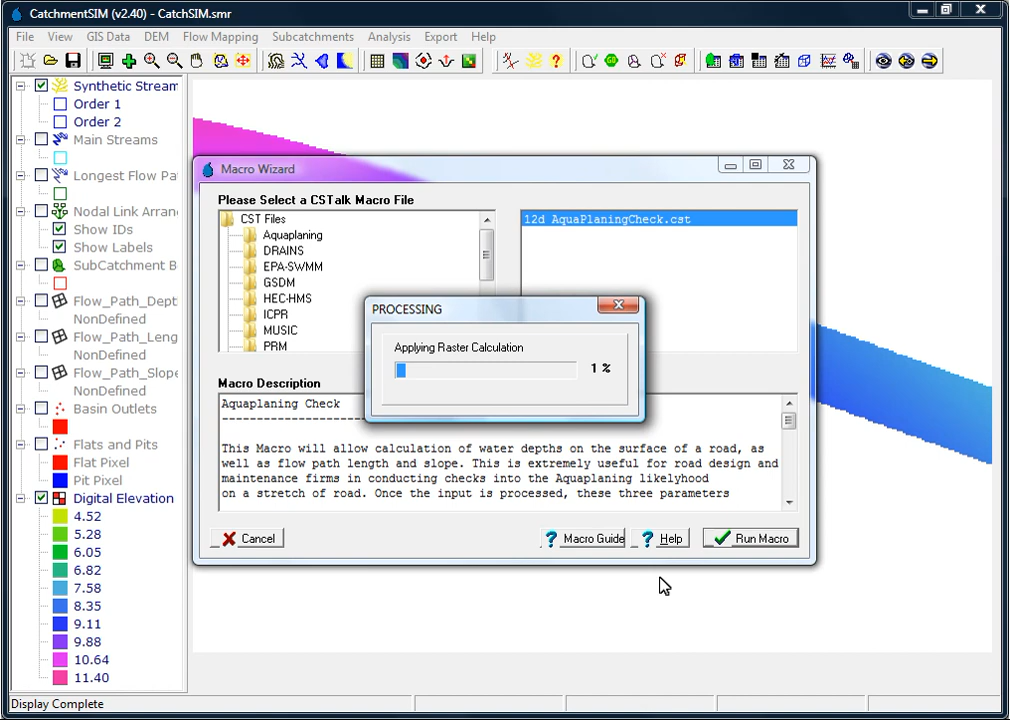 CatchmentSIM (v2.40) - CatchSIM.smr
File View GIS Data DEM Flow Mapping Subcatchments Analysis Export Help
Synthetic Stream
Order 1
Order 2
Main Streams
Longest Flow Pa
Nodal Link Arran
Show IDs
Show Labels
SubCatchment B
Flow_Path_Dept
NonDefined
Flow_Path_Leng
NonDefined
Flow_Path_Slope
NonDefined
Basin Outlets
Flats and Pits
Flat Pixel
Pit Pixel
Digital Elevation
4.52
5.28
6.05
6.82
7.58
8.35
9.11
9.88
10.64
11.40
Macro Wizard
Please Select a CSTalk Macro File
CST Files
Aquaplaning
DRAINS
EPA-SWMM
GSDM
HEC-HMS
ICPR
MUSIC
PRM
12d AquaPlaningCheck.cst
PROCESSING
Applying Raster Calculation
1 %
Macro Description
Aquaplaning Check
This Macro will allow calculation of water depths on the surface of a road, as
well as flow path length and slope. This is extremely useful for road design and
maintenance firms in conducting checks into the Aquaplaning likelyhood
on a stretch of road. Once the input is processed, these three parameters
Cancel
Macro Guide
Help
Run Macro
Display Complete